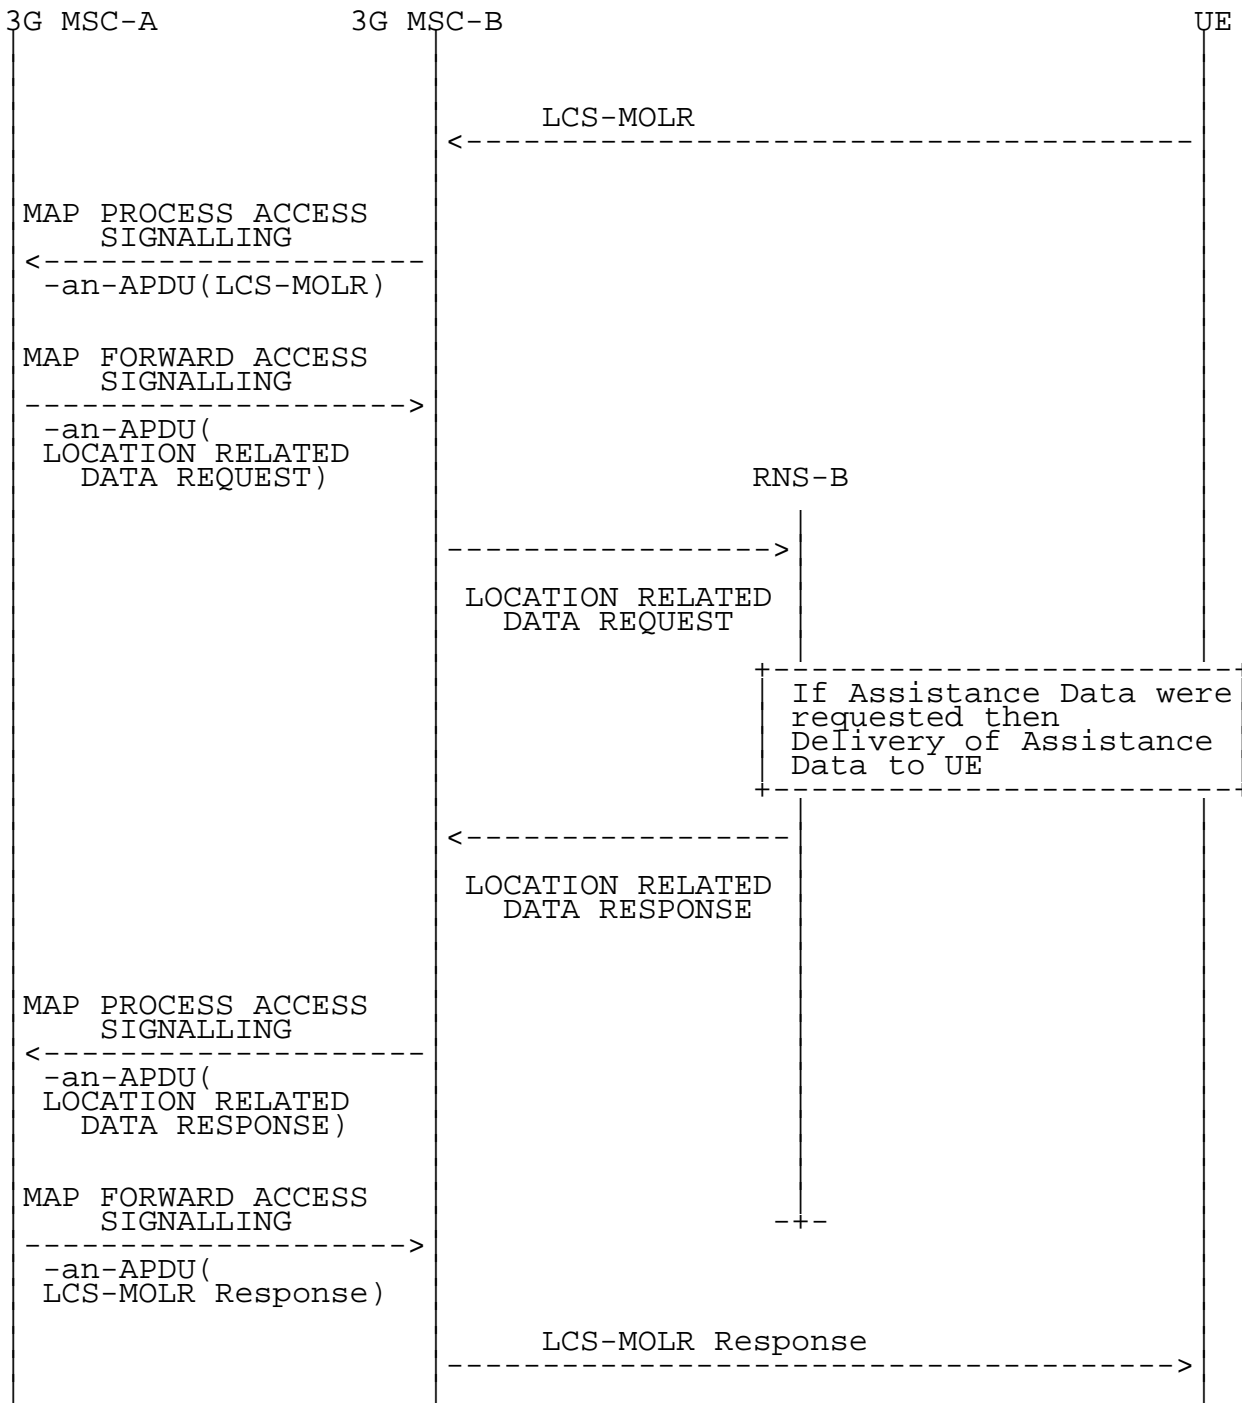 3G MSC-A 3G MSC-B UE
LCS-MOLR
MAP PROCESS ACCESS
SIGNALLING
-an-APDU(LCS-MOLR)
MAP FORWARD ACCESS
SIGNALLING
-an-APDU(
LOCATION RELATED
DATA REQUEST)
RNS-B
LOCATION RELATED
DATA REQUEST
If Assistance Data were
requested then
Delivery of Assistance
Data to UE
LOCATION RELATED
DATA RESPONSE
MAP PROCESS ACCESS
SIGNALLING
-an-APDU(
LOCATION RELATED
DATA RESPONSE)
MAP FORWARD ACCESS
SIGNALLING
-an-APDU(
LCS-MOLR Response)
LCS-MOLR Response